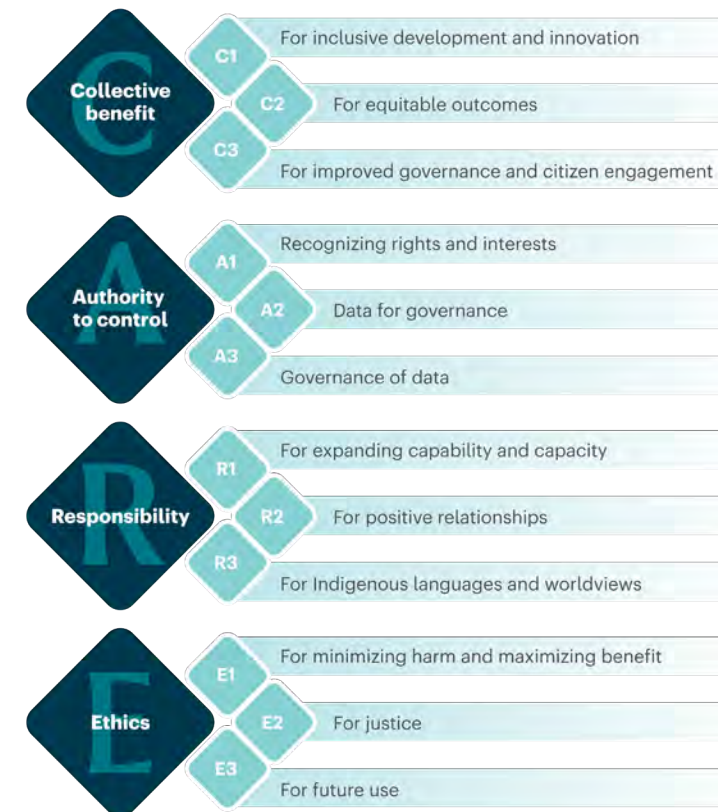 C
Collective
benefit
C1
For inclusive development and innovation
C2
For equitable outcomes
C3
For improved governance and citizen engagement
A
Authority
to control
A1
Recognizing rights and interests
A2
Data for governance
A3
Governance of data
R
Responsibility
R1
For expanding capability and capacity
R2
For positive relationships
R3
For Indigenous languages and worldviews
E
Ethics
E1
For minimizing harm and maximizing benefit
E2
For justice
E3
For future use